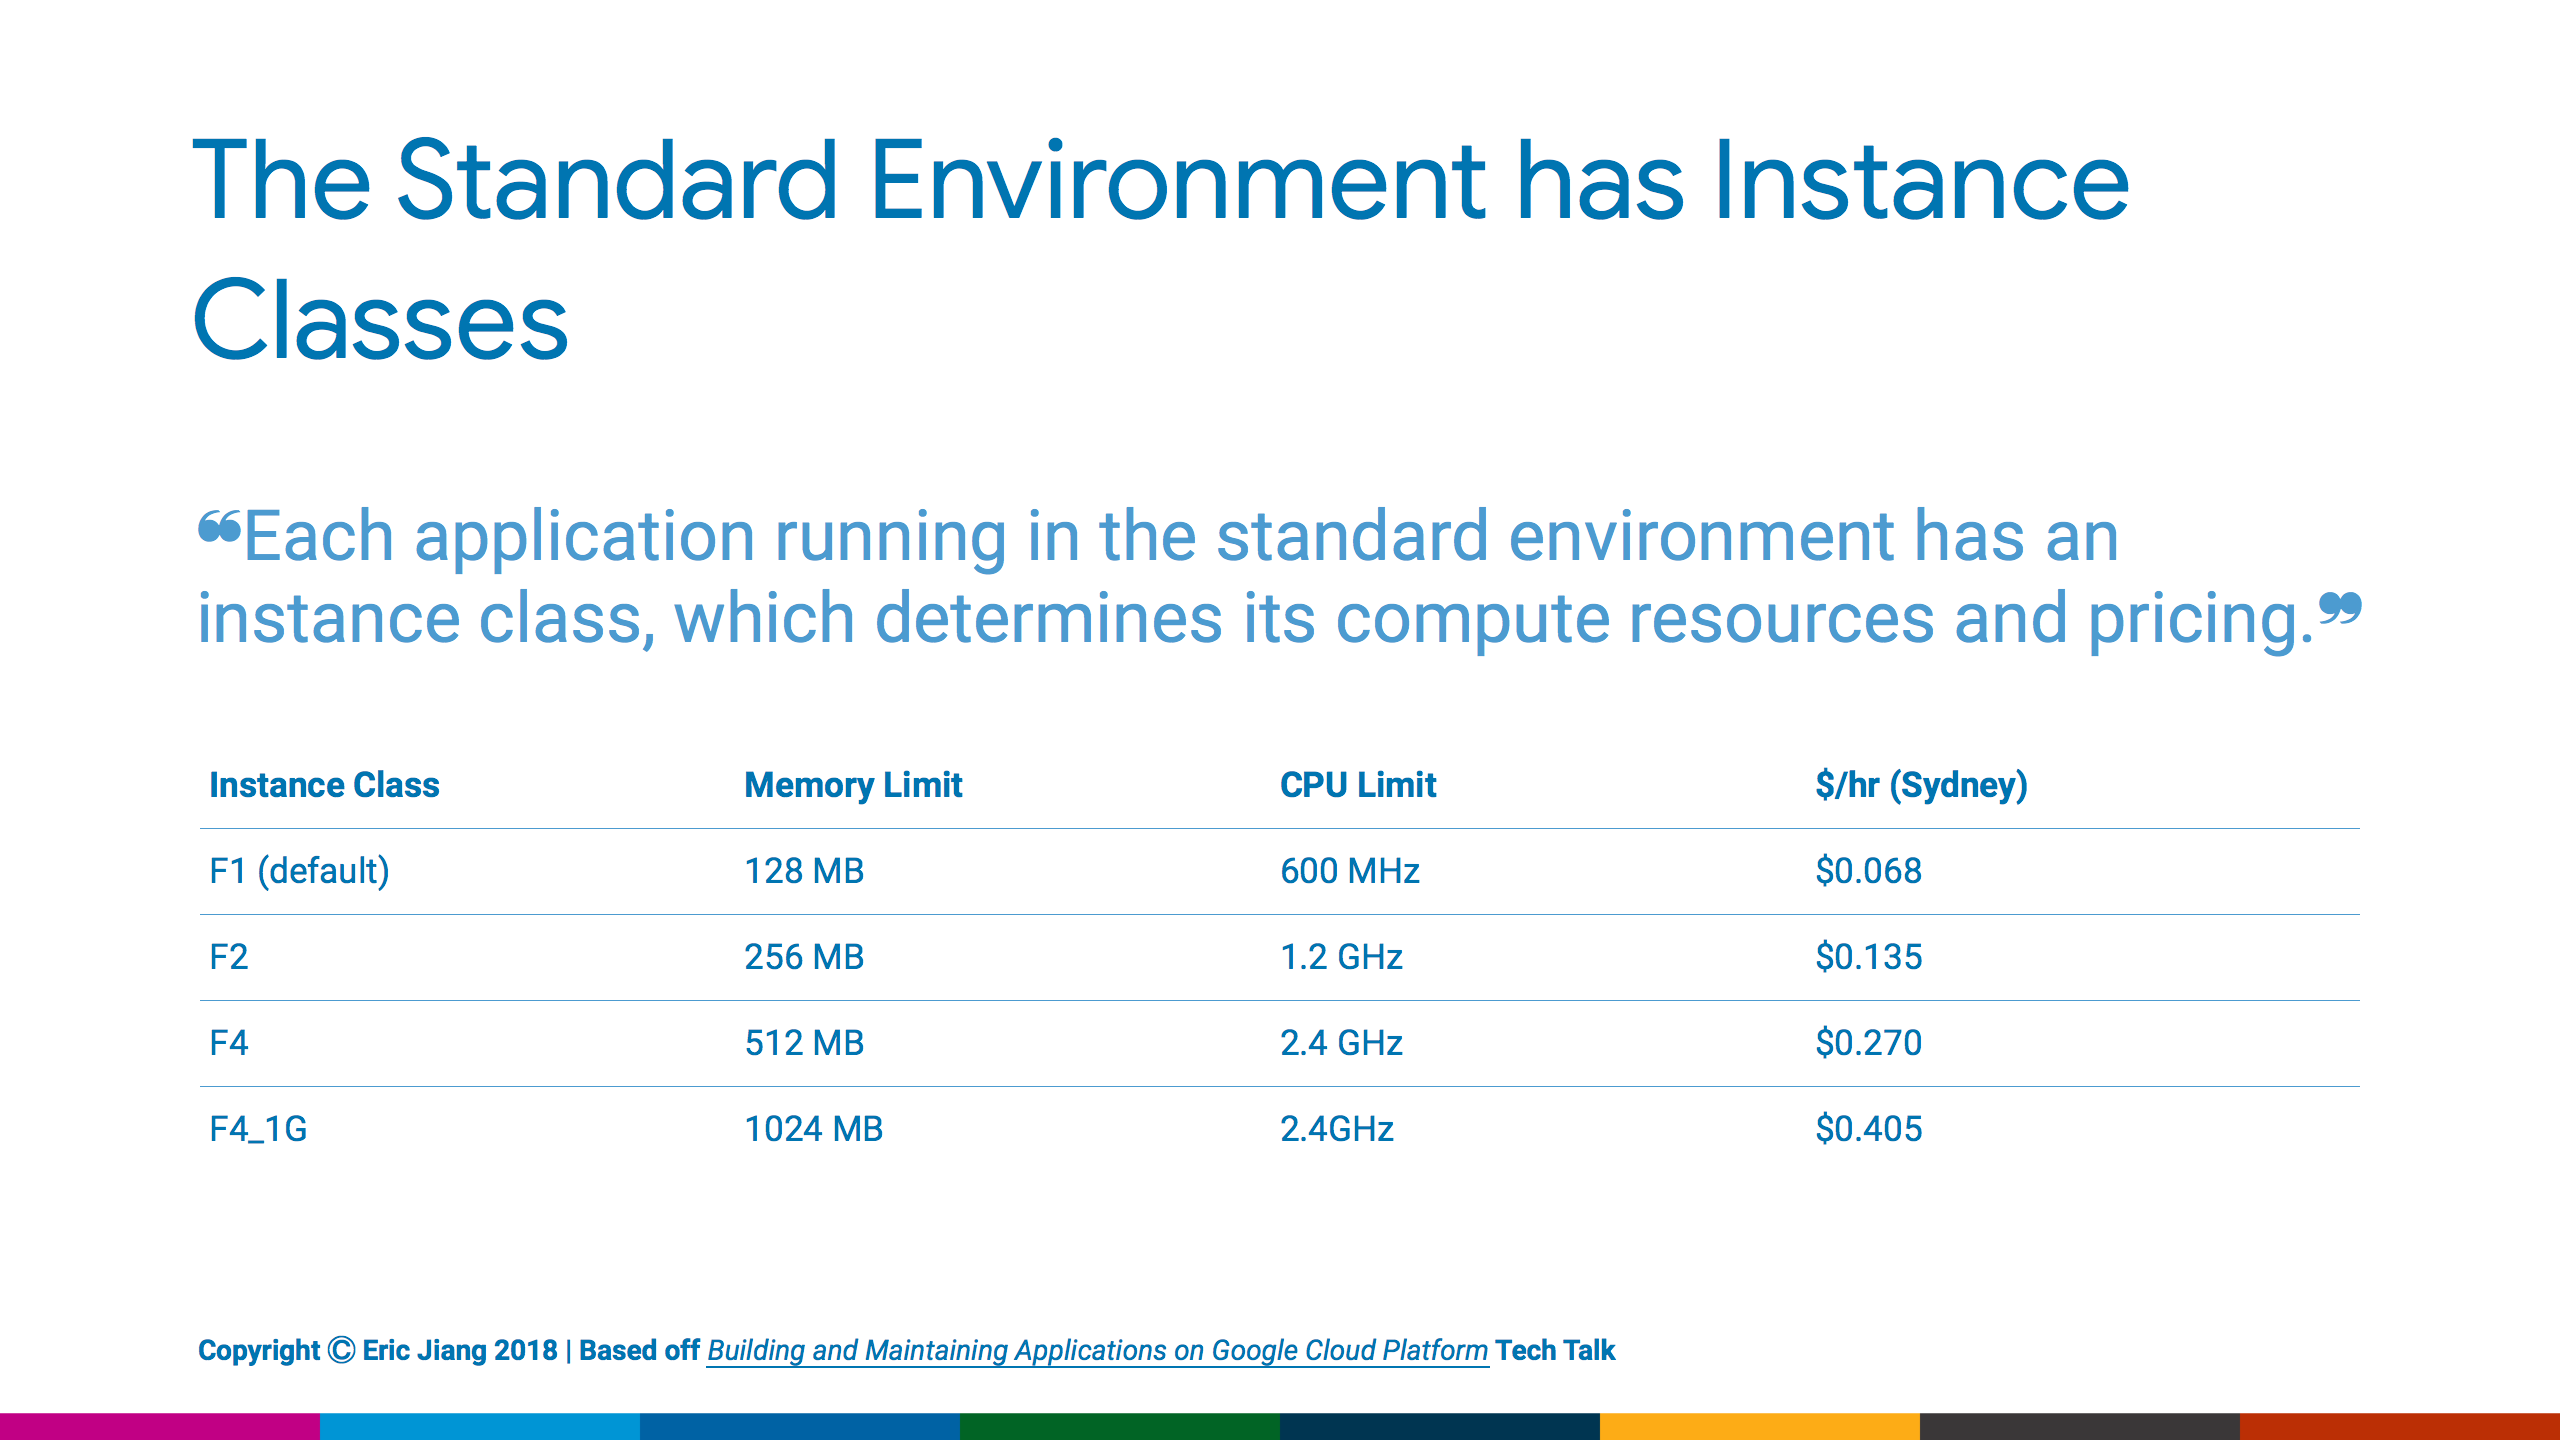 The Standard Environment has Instance
Classes
❝Each application running in the standard environment has an
instance class, which determines its compute resources and pricing.❞
Instance Class Memory Limit CPU Limit $/hr (Sydney)
F1 (default) 128 MB 600 MHz $0.068
F2 256 MB 1.2 GHz $0.135
F4 512 MB 2.4 GHz $0.270
F4_1G 1024 MB 2.4GHz $0.405
Copyright © Eric Jiang 2018 | Based off Building and Maintaining Applications on Google Cloud Platform Tech Talk